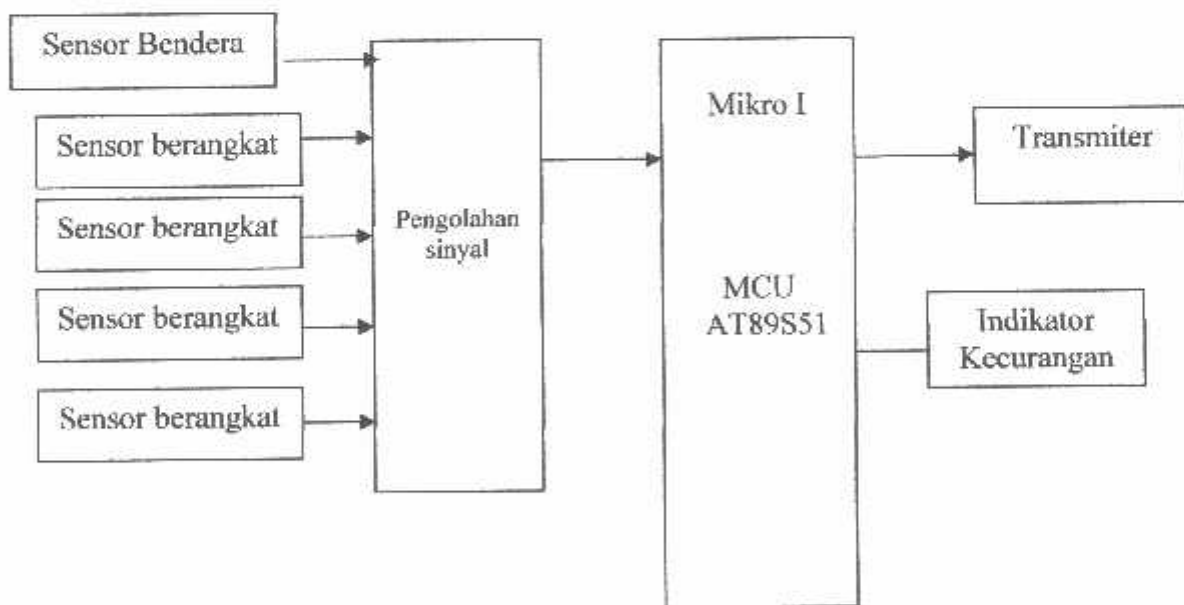 Sensor Bendera
Sensor berangkat
Sensor berangkat
Sensor berangkat
Sensor berangkat
Pengolahan
sinyal
Mikro I
MCU
AT89S51
Transmiter
Indikator
Kecurangan